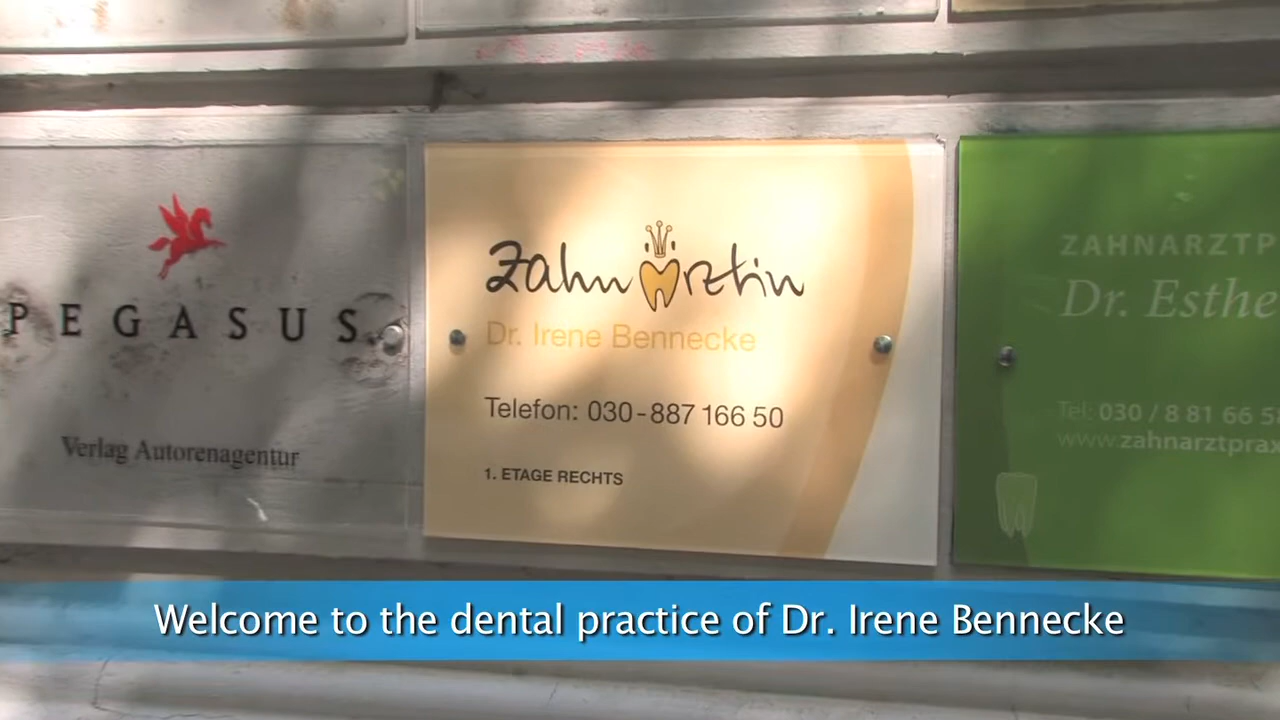 PEGASUS
Verlag Autorenagentur
Zahnärztin
Dr. Irene Bennecke
Telefon: 030-887 166 50
1. ETAGE RECHTS
ZAHNARZTP
Dr. Esthe
Tel: 030 / 8 81 66 5
www.zahnarztprax
Welcome to the dental practice of Dr. Irene Bennecke